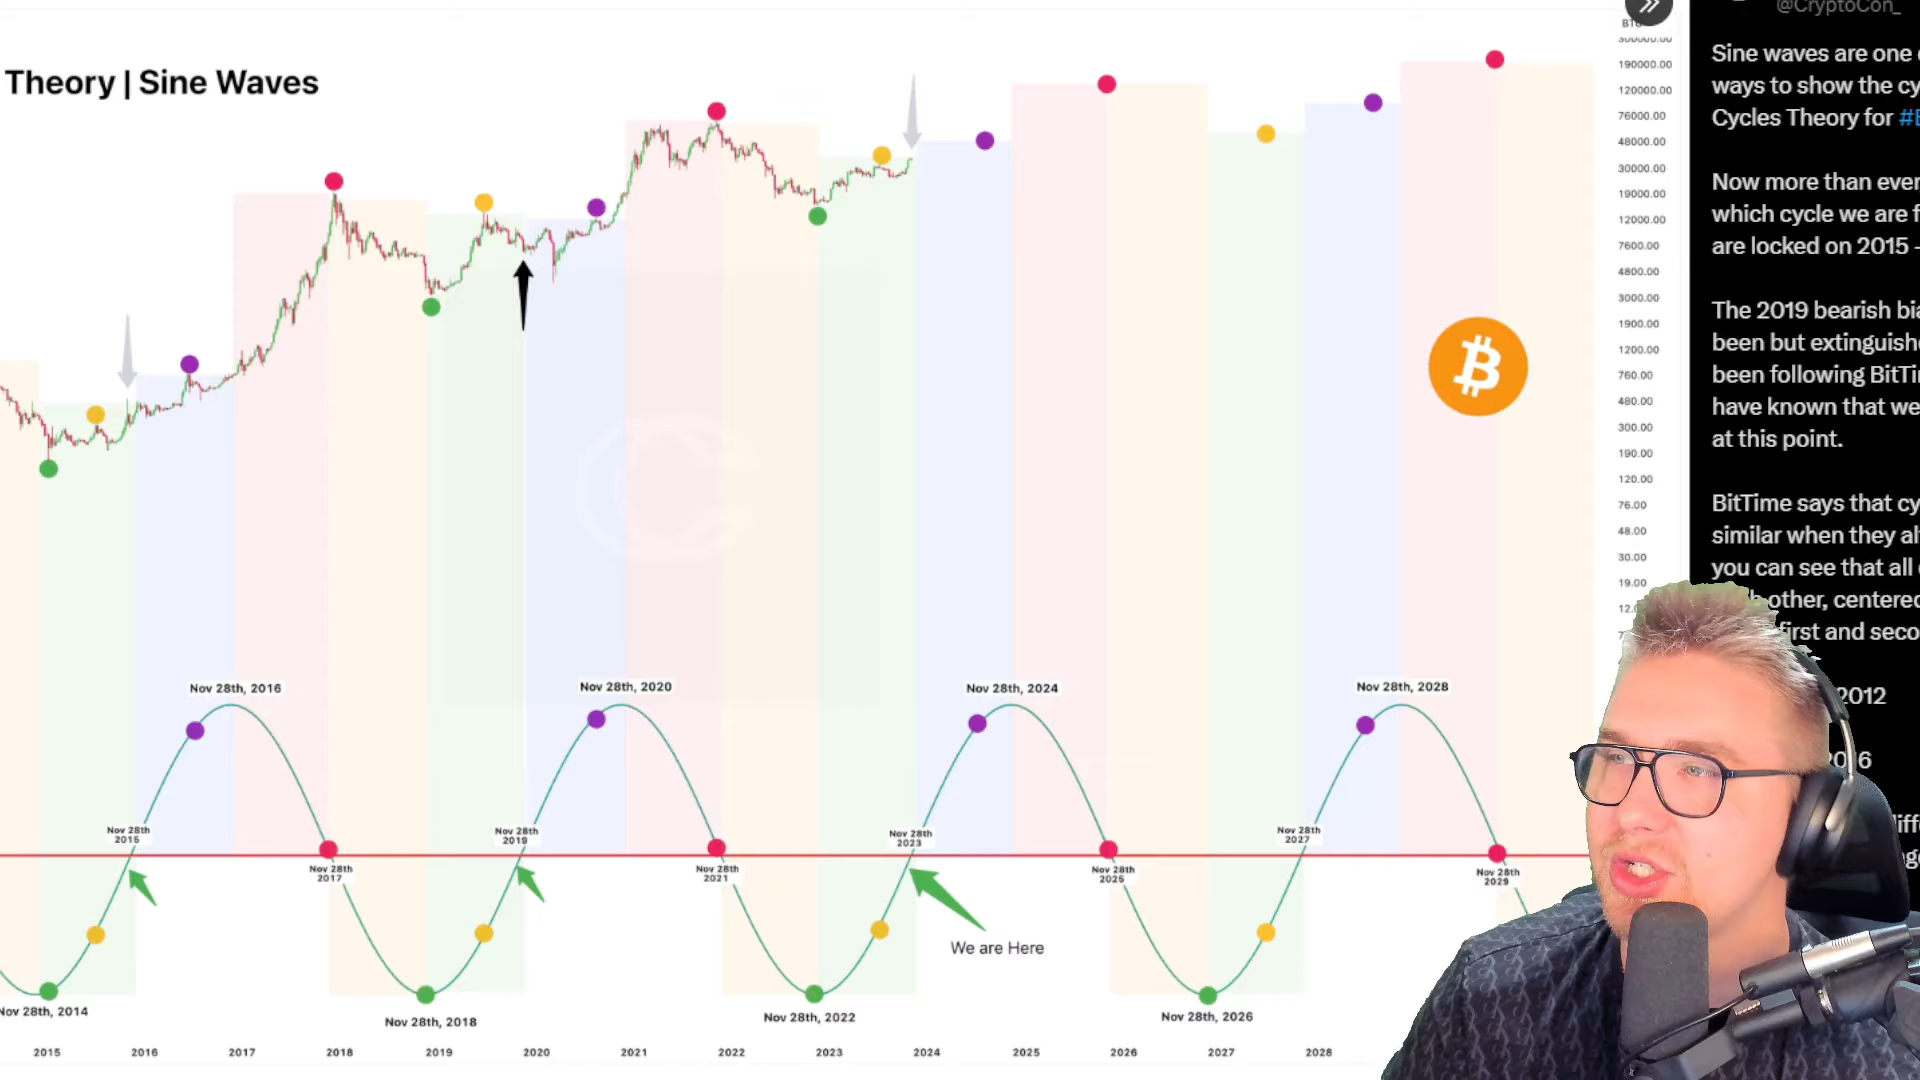 @CryptoCon_
Theory | Sine Waves
300000.00
190000.00
120000.00
76000.00
48000.00
30000.00
19000.00
12000.00
7600.00
4800.00
3000.00
1900.00
1200.00
760.00
480.00
300.00
190.00
120.00
76.00
48.00
30.00
19.00
Sine waves are one
ways to show the cy
Cycles Theory for
Now more than ever
which cycle we are f
are locked on 2015 -
The 2019 bearish bia
been but extinguishe
been following BitTi
have known that we
at this point.
BitTime says that cy
similar when they al
you can see that all
other, centered
first and seco
2012
Nov 28th, 2016
Nov 28th, 2020
Nov 28th, 2024
Nov 28th, 2028
Nov 28th
2015
Nov 28th
2019
Nov 28th
2023
Nov 28th
2027
Nov 28th
2017
Nov 28th
2021
Nov 28th
2025
Nov 28th
2029
We are Here
Nov 28th, 2014
Nov 28th, 2018
Nov 28th, 2022
Nov 28th, 2026
2015
2016
2017
2018
2019
2020
2021
2022
2023
2024
2025
2026
2027
2028